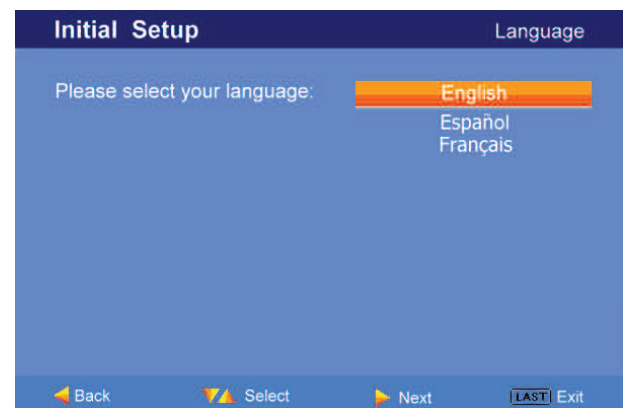 Initial Setup Language
Please select your language: English
Español
Français
Back Select Next LAST Exit